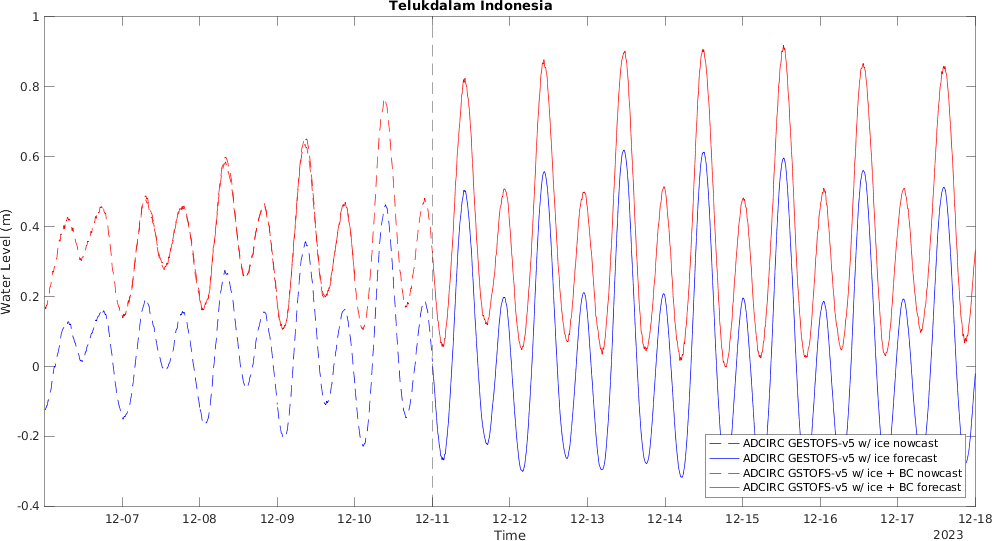 Telukdalam Indonesia
Water Level (m)
1
0.8
0.6
0.4
0.2
0
-0.2
-0.4
ADCIRC GESTOFS-v5 w/ ice nowcast
ADCIRC GESTOFS-v5 w/ ice forecast
ADCIRC GSTOFS-v5 w/ ice + BC nowcast
ADCIRC GSTOFS-v5 w/ ice + BC forecast
12-07 12-08 12-09 12-10 12-11 12-12 12-13 12-14 12-15 12-16 12-17 12-18
Time
2023